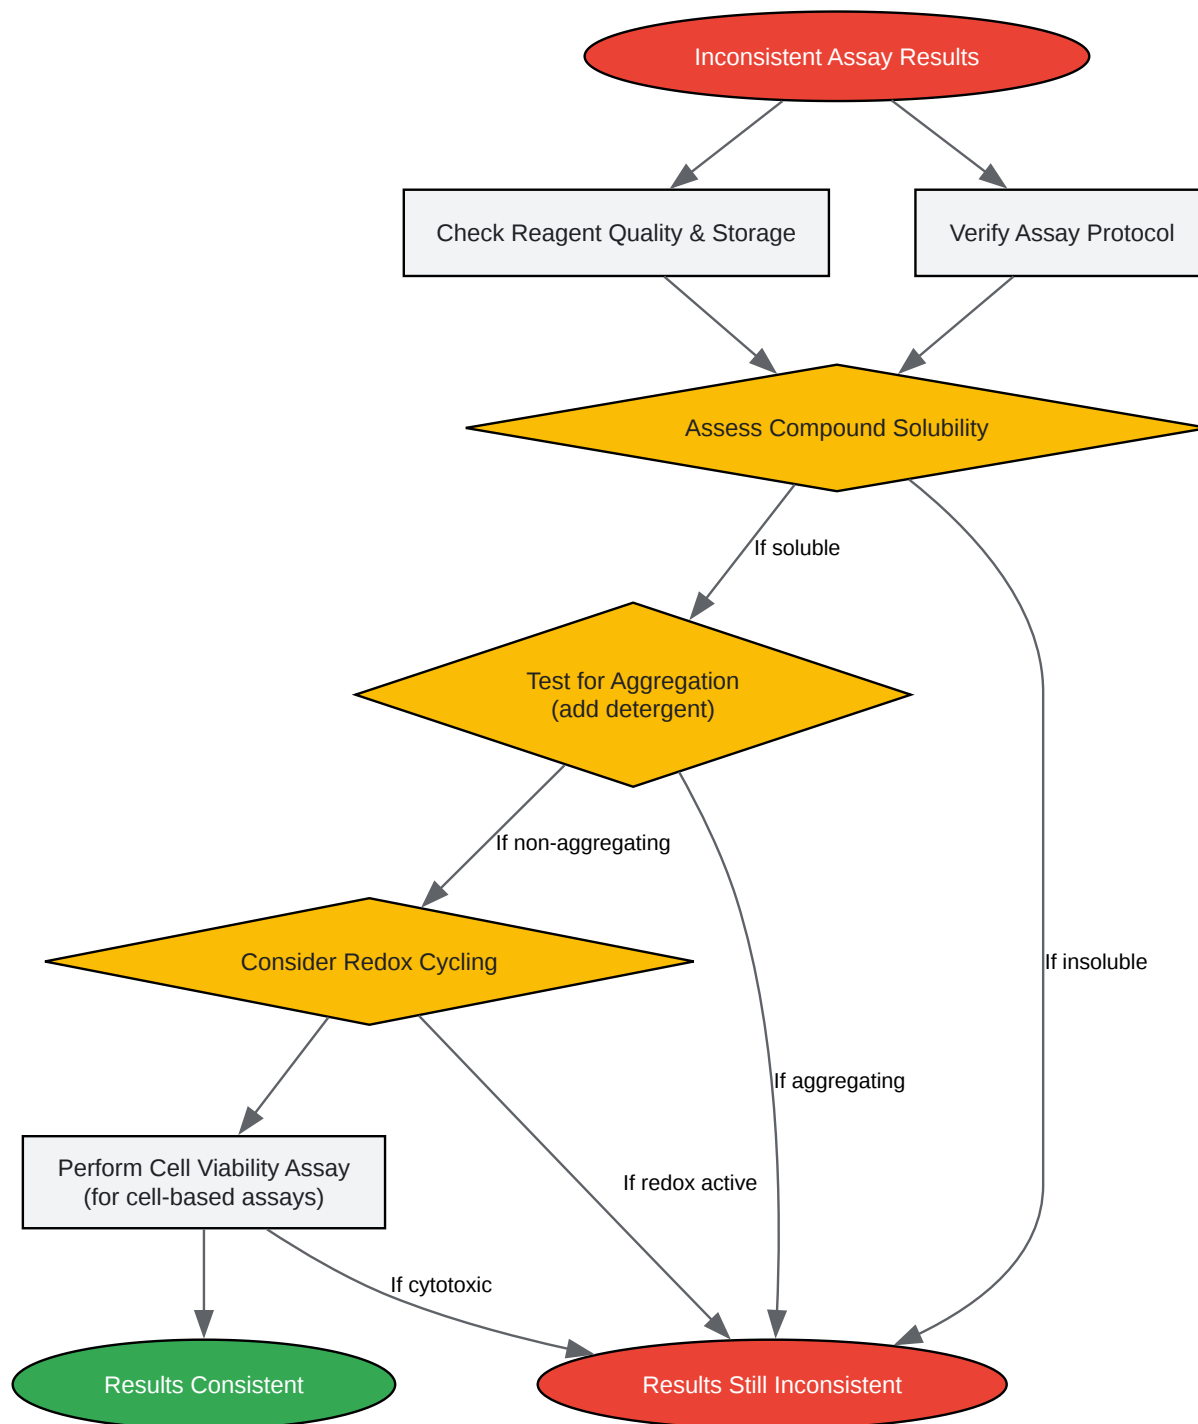 Inconsistent Assay Results
Check Reagent Quality & Storage
Verify Assay Protocol
Assess Compound Solubility
If soluble
Test for Aggregation
(add detergent)
If non-aggregating
Consider Redox Cycling
If insoluble
If aggregating
Perform Cell Viability Assay
(for cell-based assays)
If redox active
If cytotoxic
Results Consistent
Results Still Inconsistent